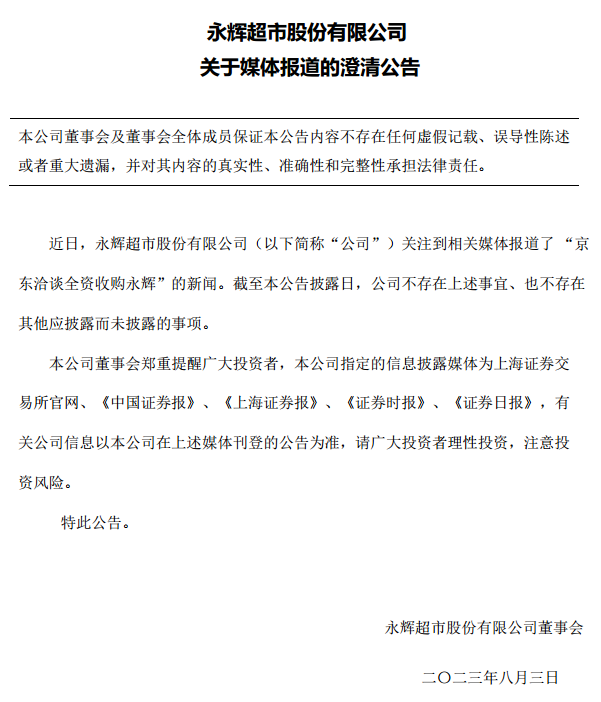 永辉超市股份有限公司
关于媒体报道的澄清公告
本公司董事会及董事会全体成员保证本公告内容不存在任何虚假记载、误导性陈述
或者重大遗漏，并对其内容的真实性、准确性和完整性承担法律责任。
近日，永辉超市股份有限公司（以下简称“公司”）关注到相关媒体报道了 “京
东洽谈全资收购永辉”的新闻。截至本公告披露日，公司不存在上述事宜、也不存在
其他应披露而未披露的事项。
本公司董事会郑重提醒广大投资者，本公司指定的信息披露媒体为上海证券交
易所官网、《中国证券报》、《上海证券报》、《证券时报》、《证券日报》，有
关公司信息以本公司在上述媒体刊登的公告为准，请广大投资者理性投资，注意投
资风险。
特此公告。
永辉超市股份有限公司董事会
二〇二三年八月三日